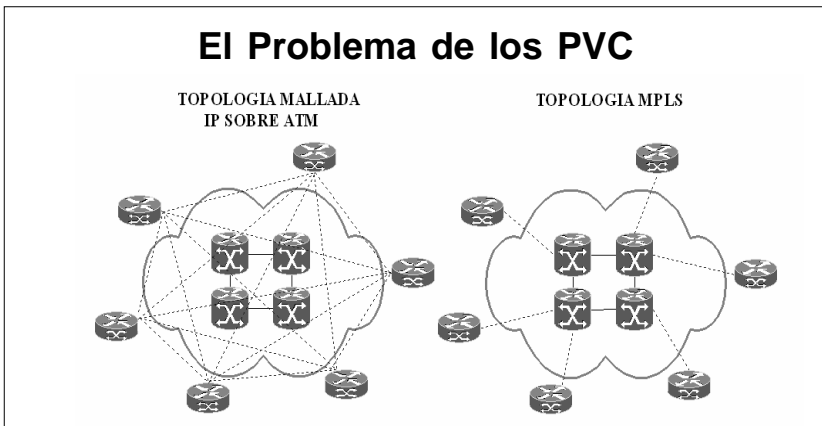 El Problema de los PVC
TOPOLOGIA MALLADA
IP SOBRE ATM
TOPOLOGIA MPLS